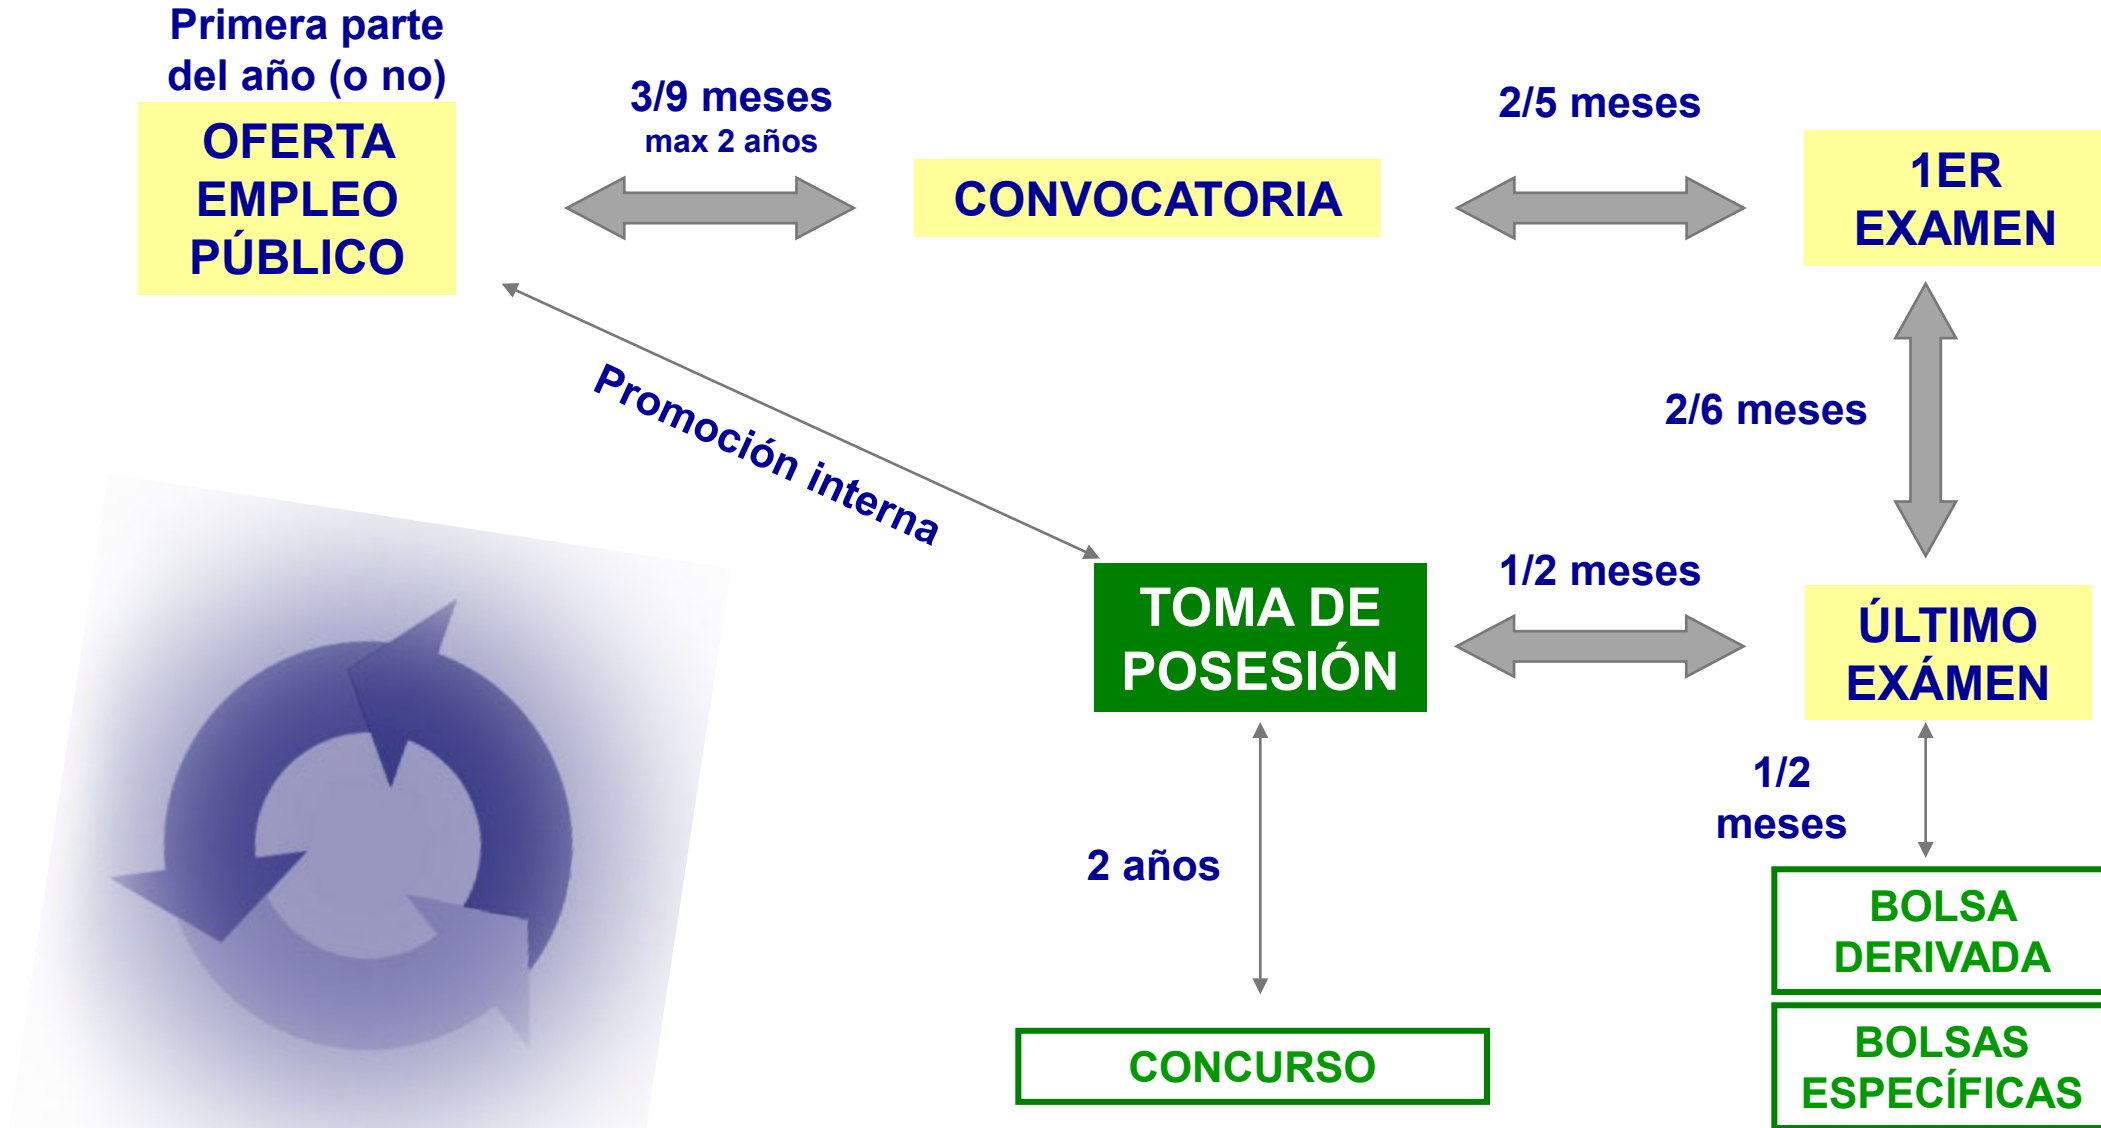 Primera parte
del año (o no)
OFERTA
EMPLEO
PÚBLICO
3/9 meses
max 2 años
CONVOCATORIA
2/5 meses
1ER
EXAMEN
2/6 meses
Promoción interna
TOMA DE
POSESIÓN
1/2 meses
ÚLTIMO
EXÁMEN
1/2
meses
2 años
BOLSA
DERIVADA
CONCURSO
BOLSAS
ESPECÍFICAS